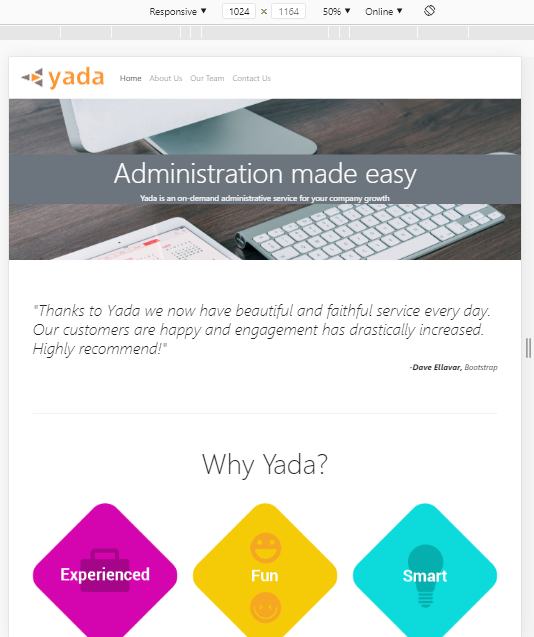 Responsive ▼ 1024 × 1164 50% ▼ Online ▼
yada Home About Us Our Team Contact Us
Administration made easy
Yada is an on-demand administrative service for your company growth
"Thanks to Yada we now have beautiful and faithful service every day.
Our customers are happy and engagement has drastically increased.
Highly recommend!"
-Dave Ellavar, Bootstrap
Why Yada?
Experienced Fun Smart